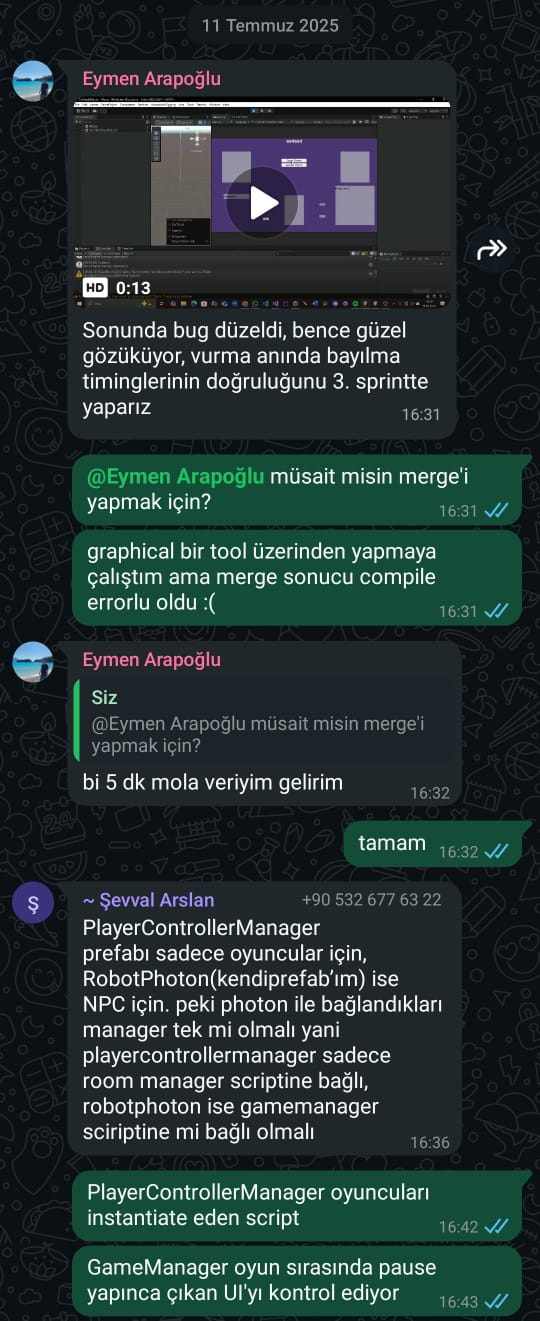 11 Temmuz 2025
Eymen Arapoğlu
HD 0:13
Sonunda bug düzeldi, bence güzel
gözüküyor, vurma anında bayılma
timinglerinin doğruluğunu 3. sprintte
yaparız
16:31
@Eymen Arapoğlu müsait misin merge'i
yapmak için?
16:31
graphical bir tool üzerinden yapmaya
çalıştım ama merge sonucu compile
errorlu oldu :(
16:31
Eymen Arapoğlu
Siz
@Eymen Arapoğlu müsait misin merge'i
yapmak için?
bi 5 dk mola veriyim gelirim
16:32
tamam
16:32
Ş
~ Şevval Arslan +90 532 677 63 22
PlayerControllerManager
prefabı sadece oyuncular için,
RobotPhoton(kendiprefab’ım) ise
NPC için. peki photon ile bağlandıkları
manager tek mi olmalı yani
playercontrollermanager sadece
room manager scriptine bağlı,
robotphoton ise gamemanager
sciriptine mi bağlı olmalı
16:36
PlayerControllerManager oyuncuları
instantiate eden script
16:42
GameManager oyun sırasında pause
yapınca çıkan UI'yı kontrol ediyor
16:43